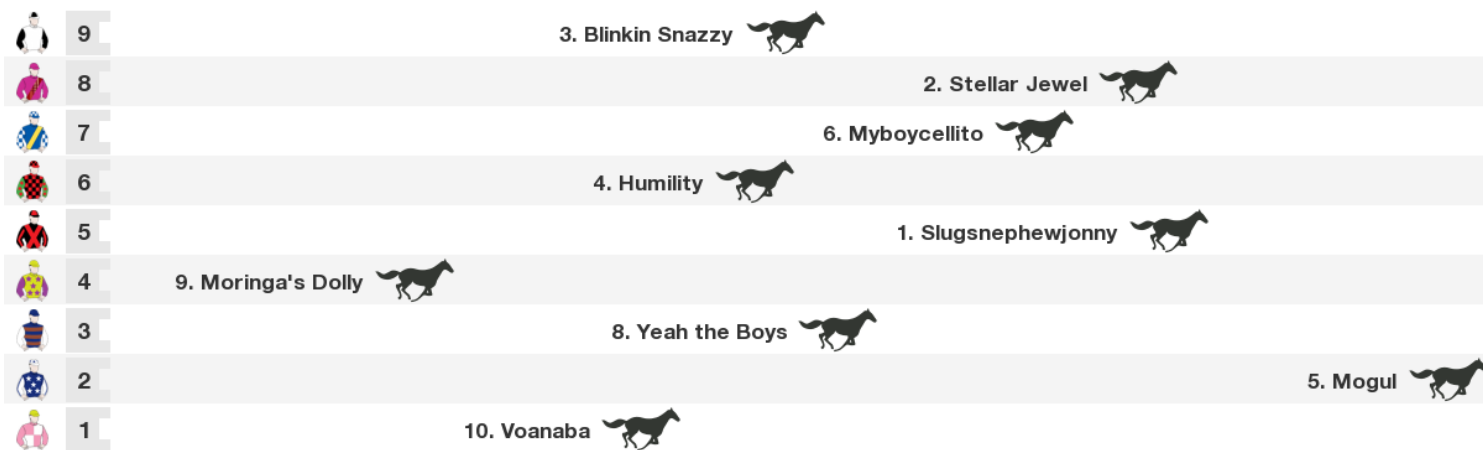 9 3. Blinkin Snazzy
8 2. Stellar Jewel
7 6. Myboycellito
6 4. Humility
5 1. Slugsnephewjonny
4 9. Moringa's Dolly
3 8. Yeah the Boys
2 5. Mogul
1 10. Voanaba